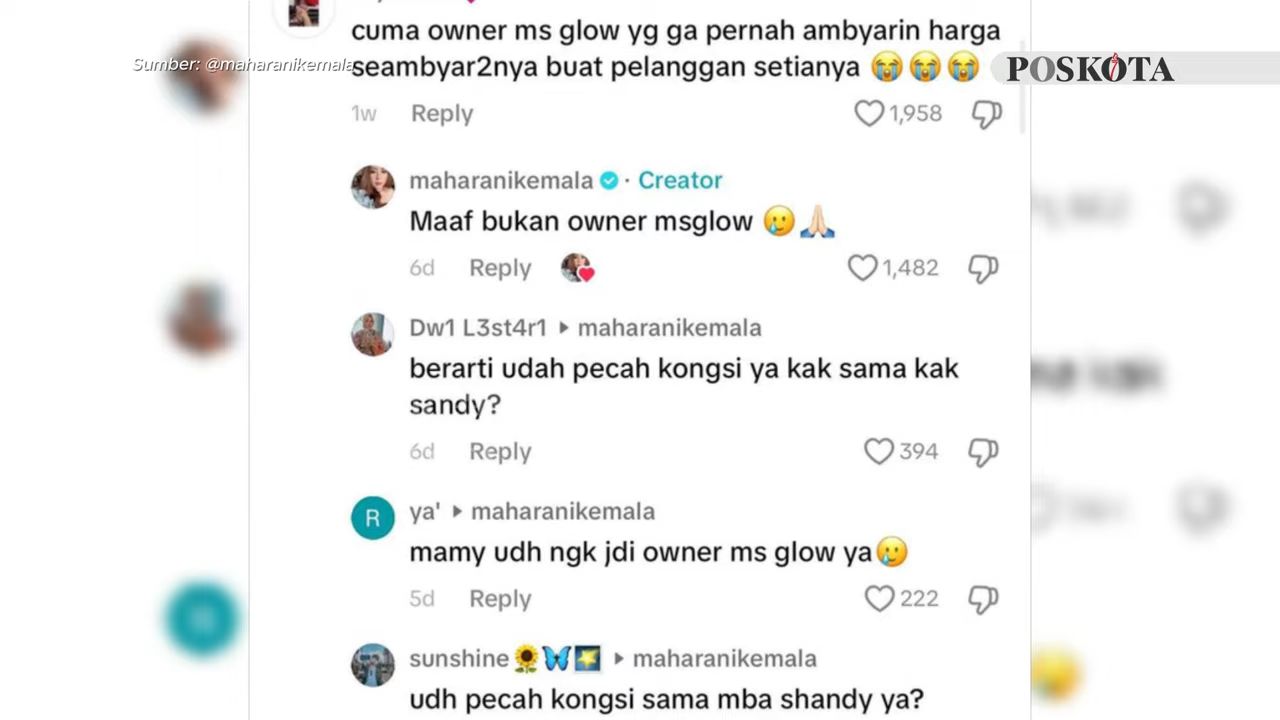 cuma owner ms glow yg ga pernah ambyarin harga
Sumber: @maharanikemala
seambyar2nya buat pelanggan setianya 😭😭😭
POSKOTA
1w Reply 1,958
maharanikemala · Creator
Maaf bukan owner msglow 🥲🙏🏻
6d Reply 1,482
Dw1 L3st4r1 ▸ maharanikemala
berarti udah pecah kongsi ya kak sama kak
sandy?
6d Reply 394
R
ya' ▸ maharanikemala
mamy udh ngk jdi owner ms glow ya🥲
5d Reply 222
sunshine🌻🦋🌠 ▸ maharanikemala
udh pecah kongsi sama mba shandy ya?